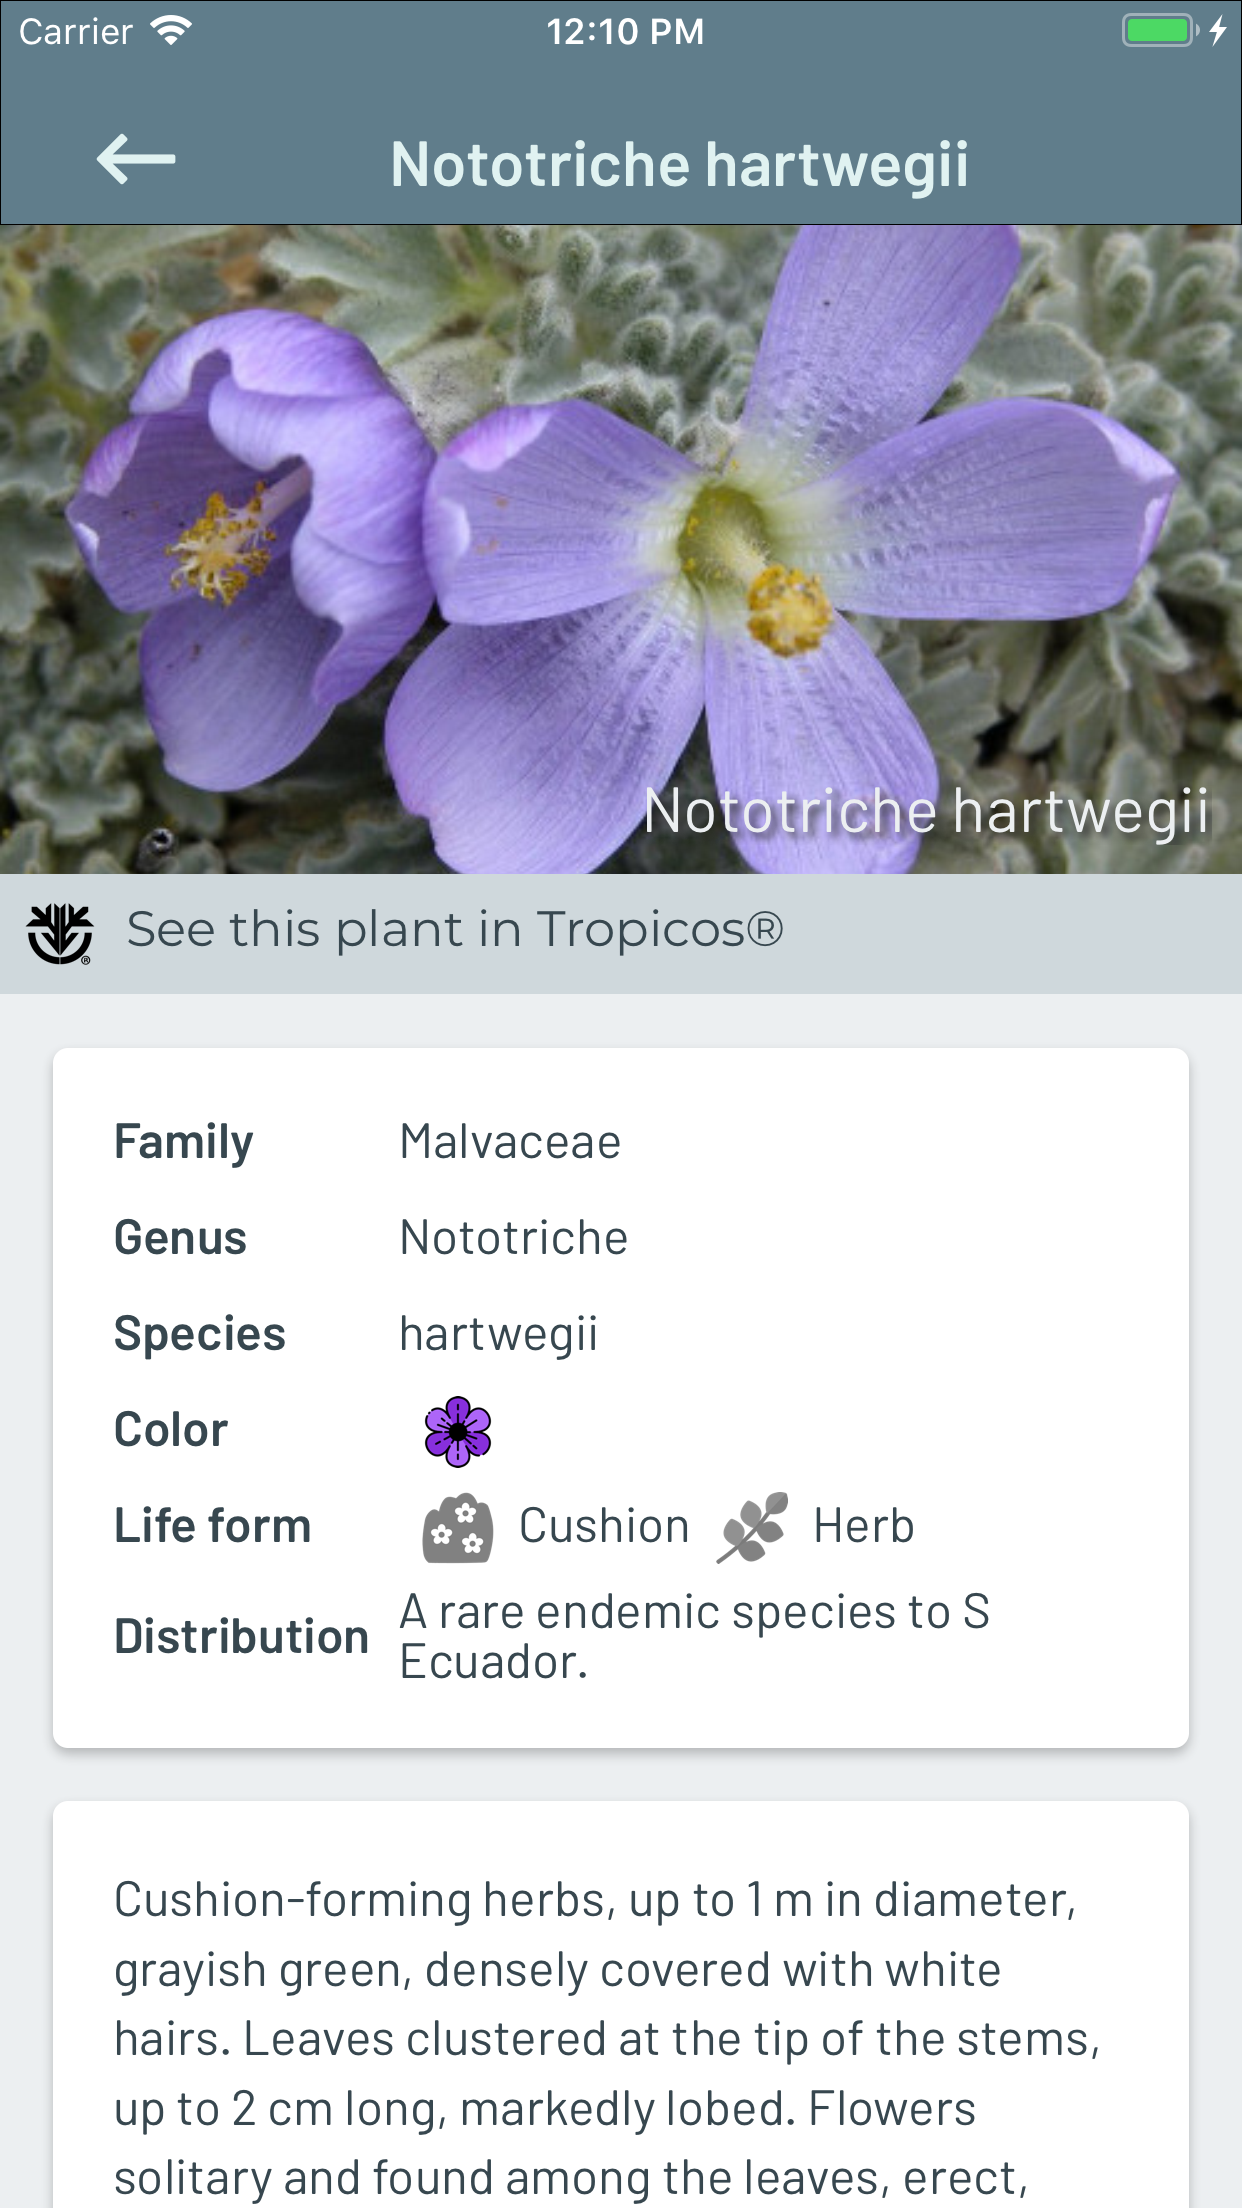 Carrier 12:10 PM
Nototriche hartwegii
Nototriche hartwegii
® See this plant in Tropicos®
Family Malvaceae
Genus Nototriche
Species hartwegii
Color
Life form Cushion Herb
Distribution A rare endemic species to S
Ecuador.
Cushion-forming herbs, up to 1 m in diameter,
grayish green, densely covered with white
hairs. Leaves clustered at the tip of the stems,
up to 2 cm long, markedly lobed. Flowers
solitary and found among the leaves, erect,